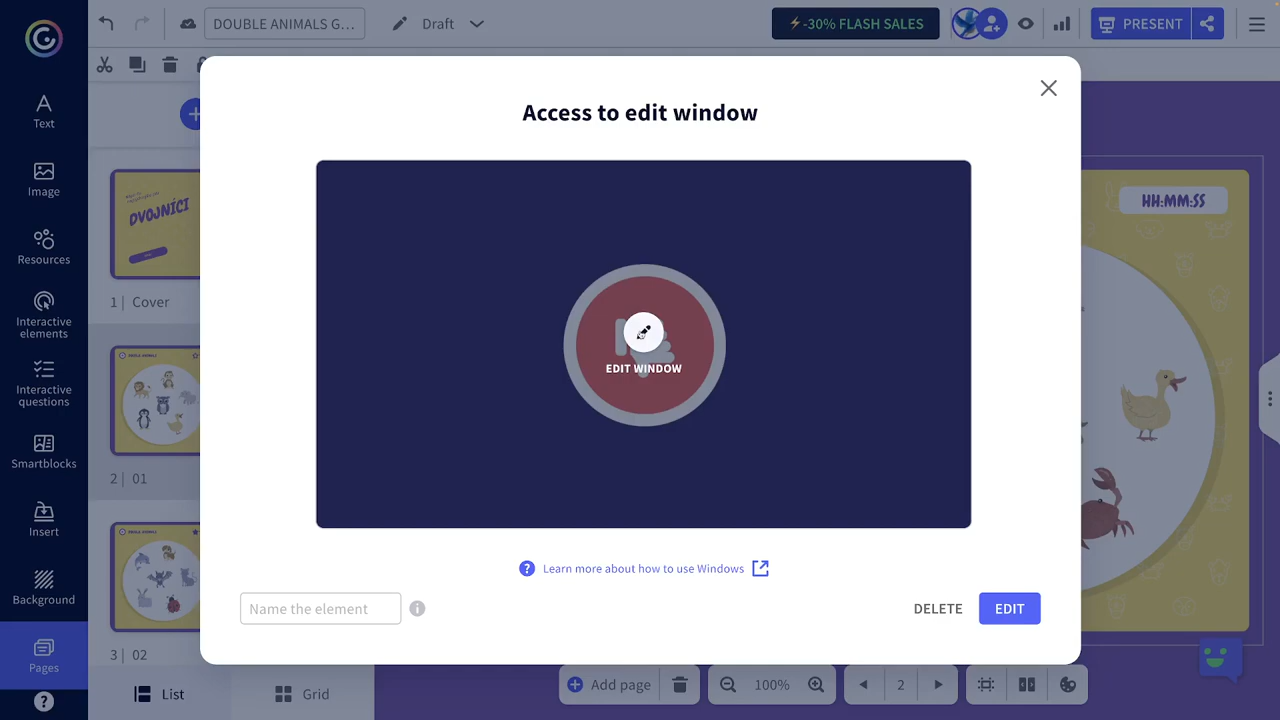 DOUBLE ANIMALS G...
Draft
⚡-30% FLASH SALES
PRESENT
Text
Image
Resources
Interactive
elements
Interactive
questions
Smartblocks
Insert
Background
Pages
DVOJNÍCI
1 | Cover
2 | 01
3 | 02
List
Grid
Access to edit window
EDIT WINDOW
Learn more about how to use Windows
Name the element
DELETE
EDIT
HH:MM:SS
Add page
100%
2